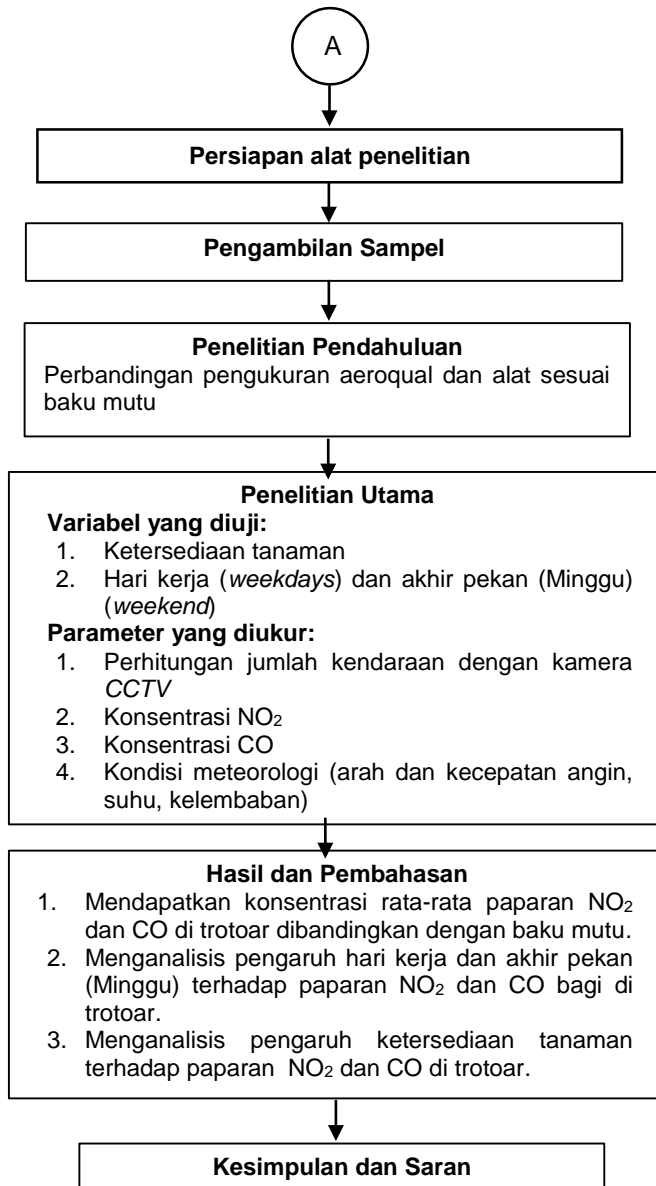 A
Persiapan alat penelitian
Pengambilan Sampel
Penelitian Pendahuluan
Perbandingan pengukuran aeroqual dan alat sesuai
baku mutu
Penelitian Utama
Variabel yang diuji:
1. Ketersediaan tanaman
2. Hari kerja (weekdays) dan akhir pekan (Minggu)
(weekend)
Parameter yang diukur:
1. Perhitungan jumlah kendaraan dengan kamera
CCTV
2. Konsentrasi NO₂
3. Konsentrasi CO
4. Kondisi meteorologi (arah dan kecepatan angin,
suhu, kelembaban)
Hasil dan Pembahasan
1. Mendapatkan konsentrasi rata-rata paparan NO₂
dan CO di trotoar dibandingkan dengan baku mutu.
2. Menganalisis pengaruh hari kerja dan akhir pekan
(Minggu) terhadap paparan NO₂ dan CO bagi di
trotoar.
3. Menganalisis pengaruh ketersediaan tanaman
terhadap paparan NO₂ dan CO di trotoar.
Kesimpulan dan Saran